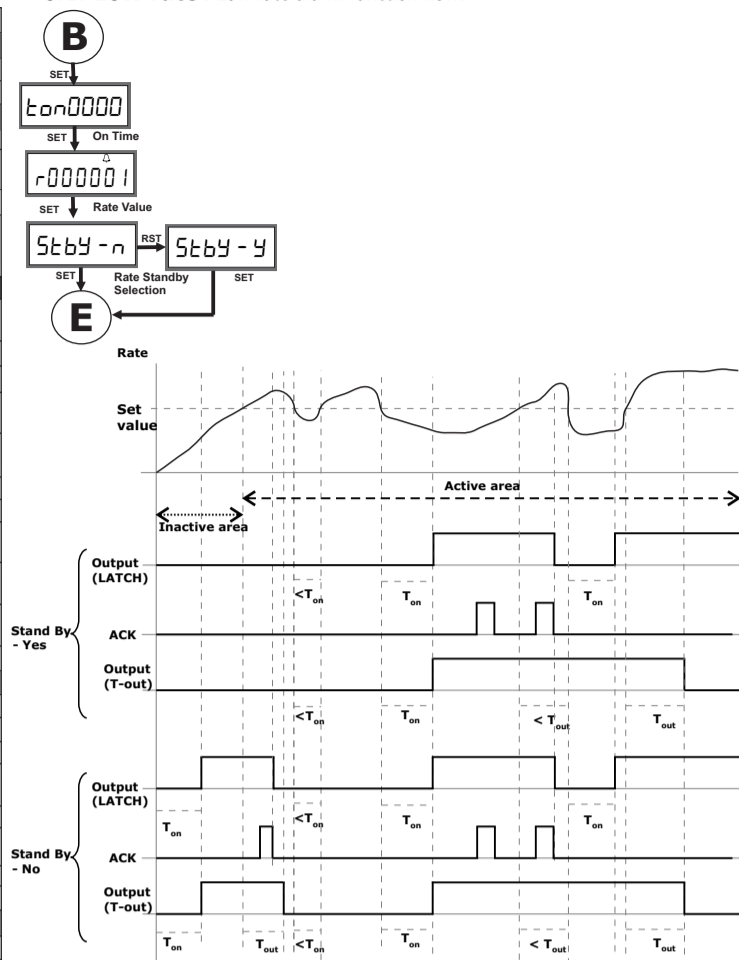 B
SET
ton0000
SET On Time
r000001
SET Rate Value
Stby -n RST Stby - y
SET Rate Standby Selection SET
E
Rate
Set value
Active area
Inactive area
Stand By - Yes
Output (LATCH)
<Ton Ton Ton
ACK
Output (T-out)
<Ton Ton < Tout Tout
Stand By - No
Output (LATCH)
Ton <Ton Ton Ton
ACK
Output (T-out)
Ton Tout <Ton Ton < Tout Tout